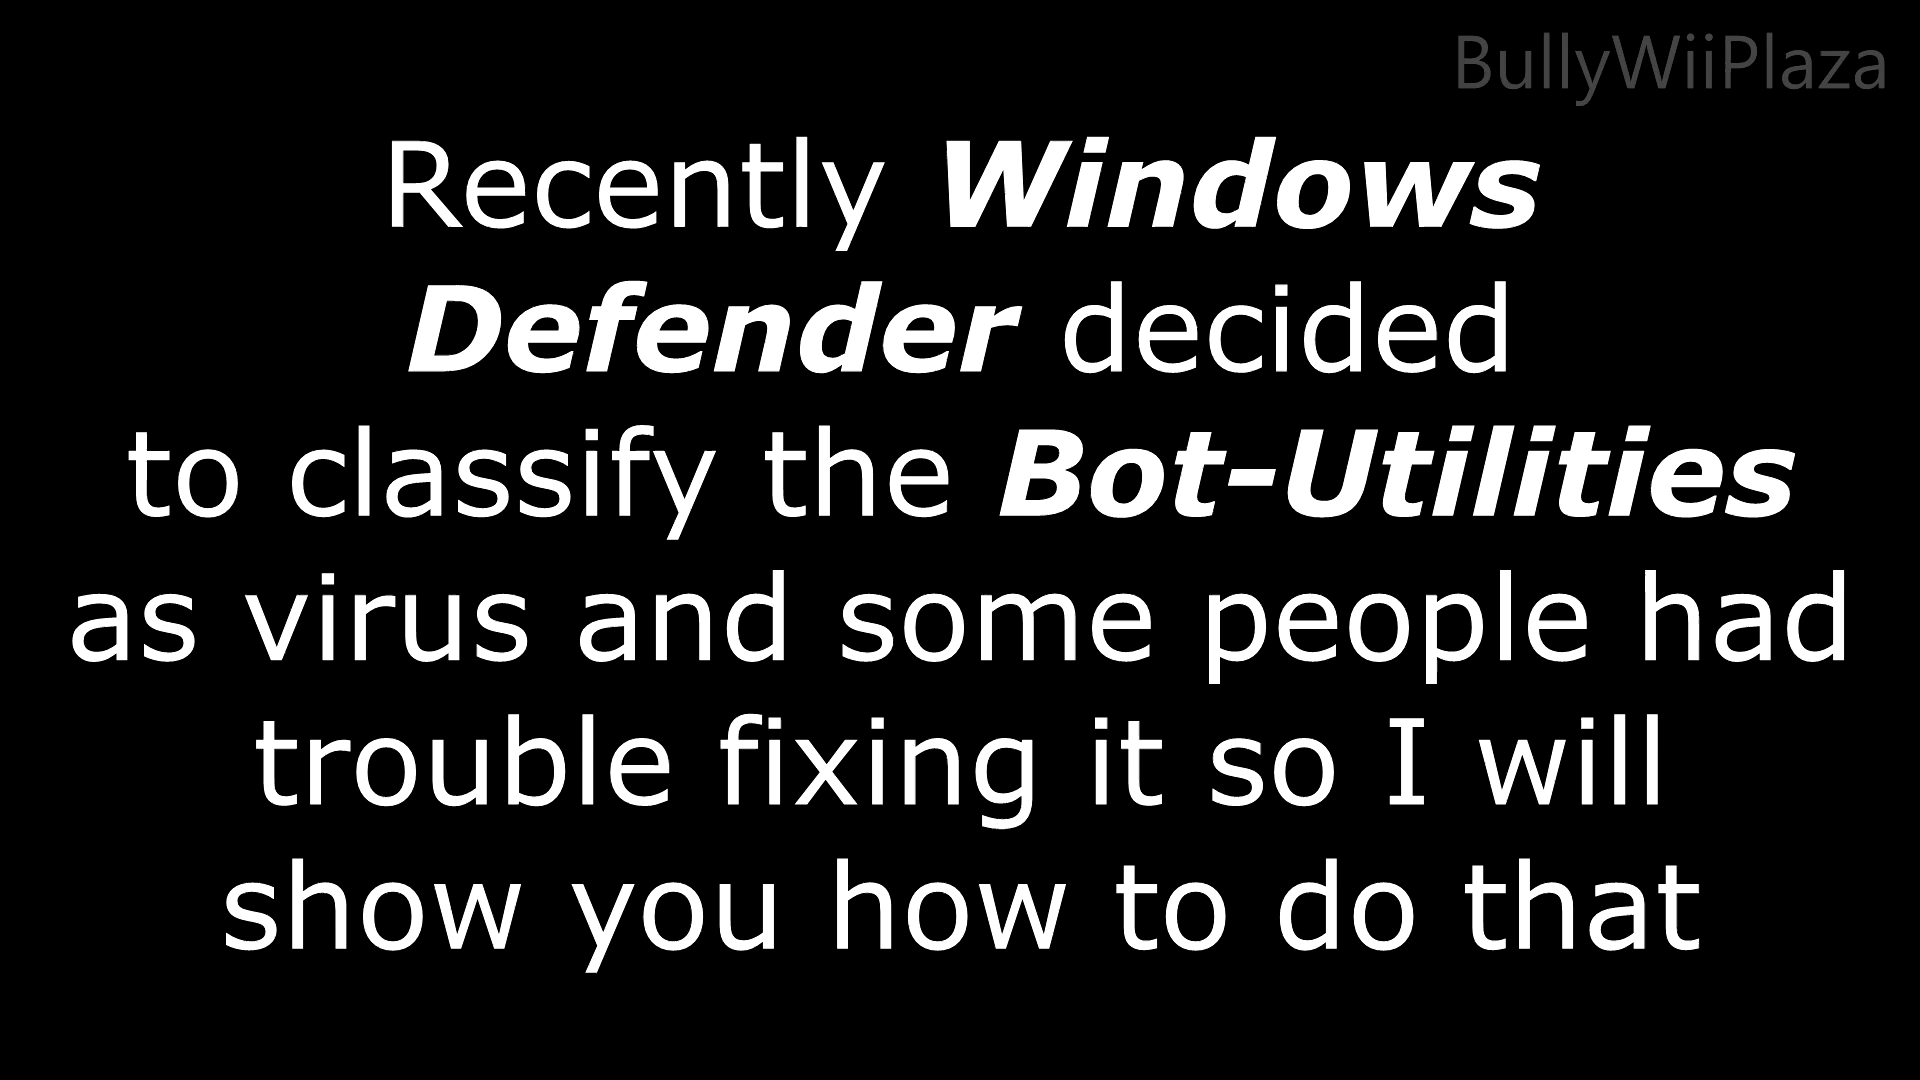 BullyWiiPlaza
Recently Windows
Defender decided
to classify the Bot-Utilities
as virus and some people had
trouble fixing it so I will
show you how to do that